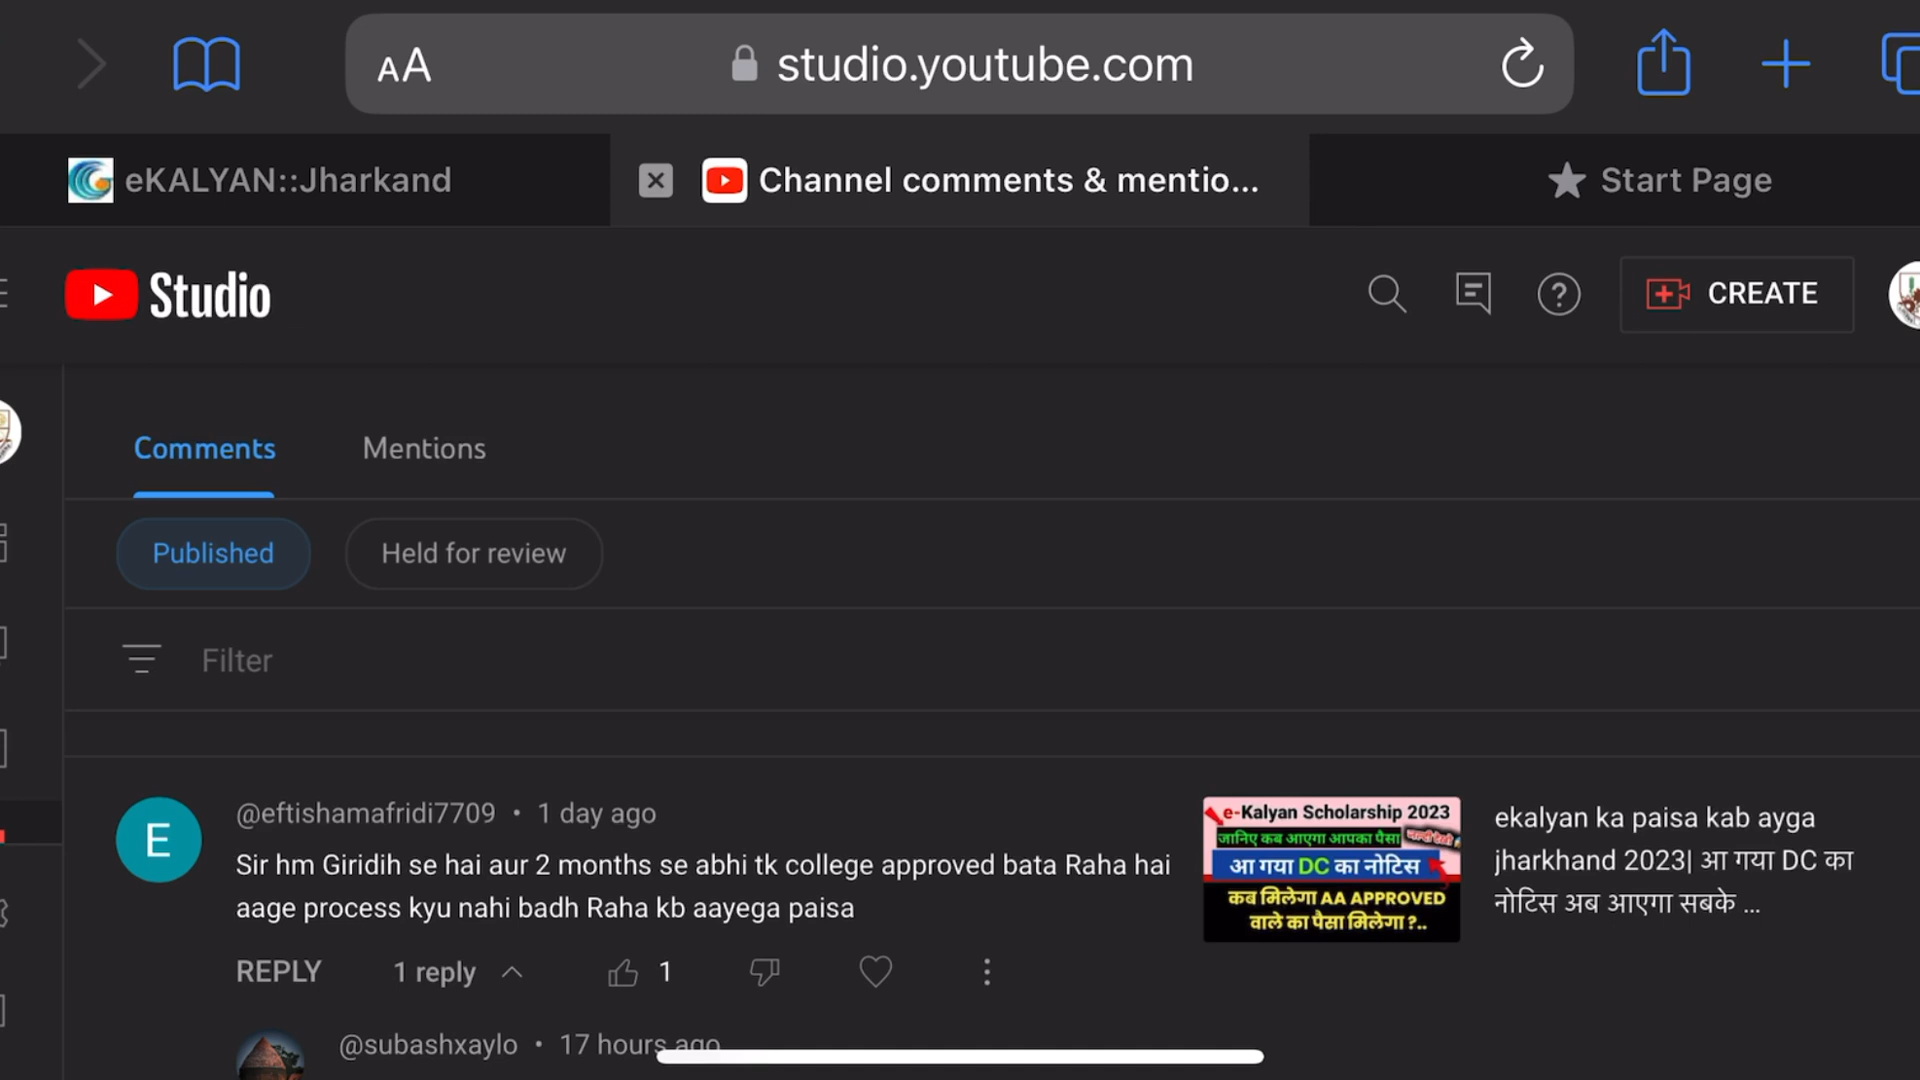 AA
studio.youtube.com
eKALYAN::Jharkand
Channel comments & mentio...
Start Page
Studio
CREATE
Comments
Mentions
Published
Held for review
Filter
@eftishamafridi7709 • 1 day ago
Sir hm Giridih se hai aur 2 months se abhi tk college approved bata Raha hai
aage process kyu nahi badh Raha kb aayega paisa
REPLY
1 reply
1
e-Kalyan Scholarship 2023
जानिए कब आएगा आपका पैसा
आ गया DC का नोटिस
कब मिलेगा AA APPROVED
वाले का पैसा मिलेगा ?..
ekalyan ka paisa kab ayga
jharkhand 2023| आ गया DC का
नोटिस अब आएगा सबके ...
@subashxaylo • 17 hours ago
E